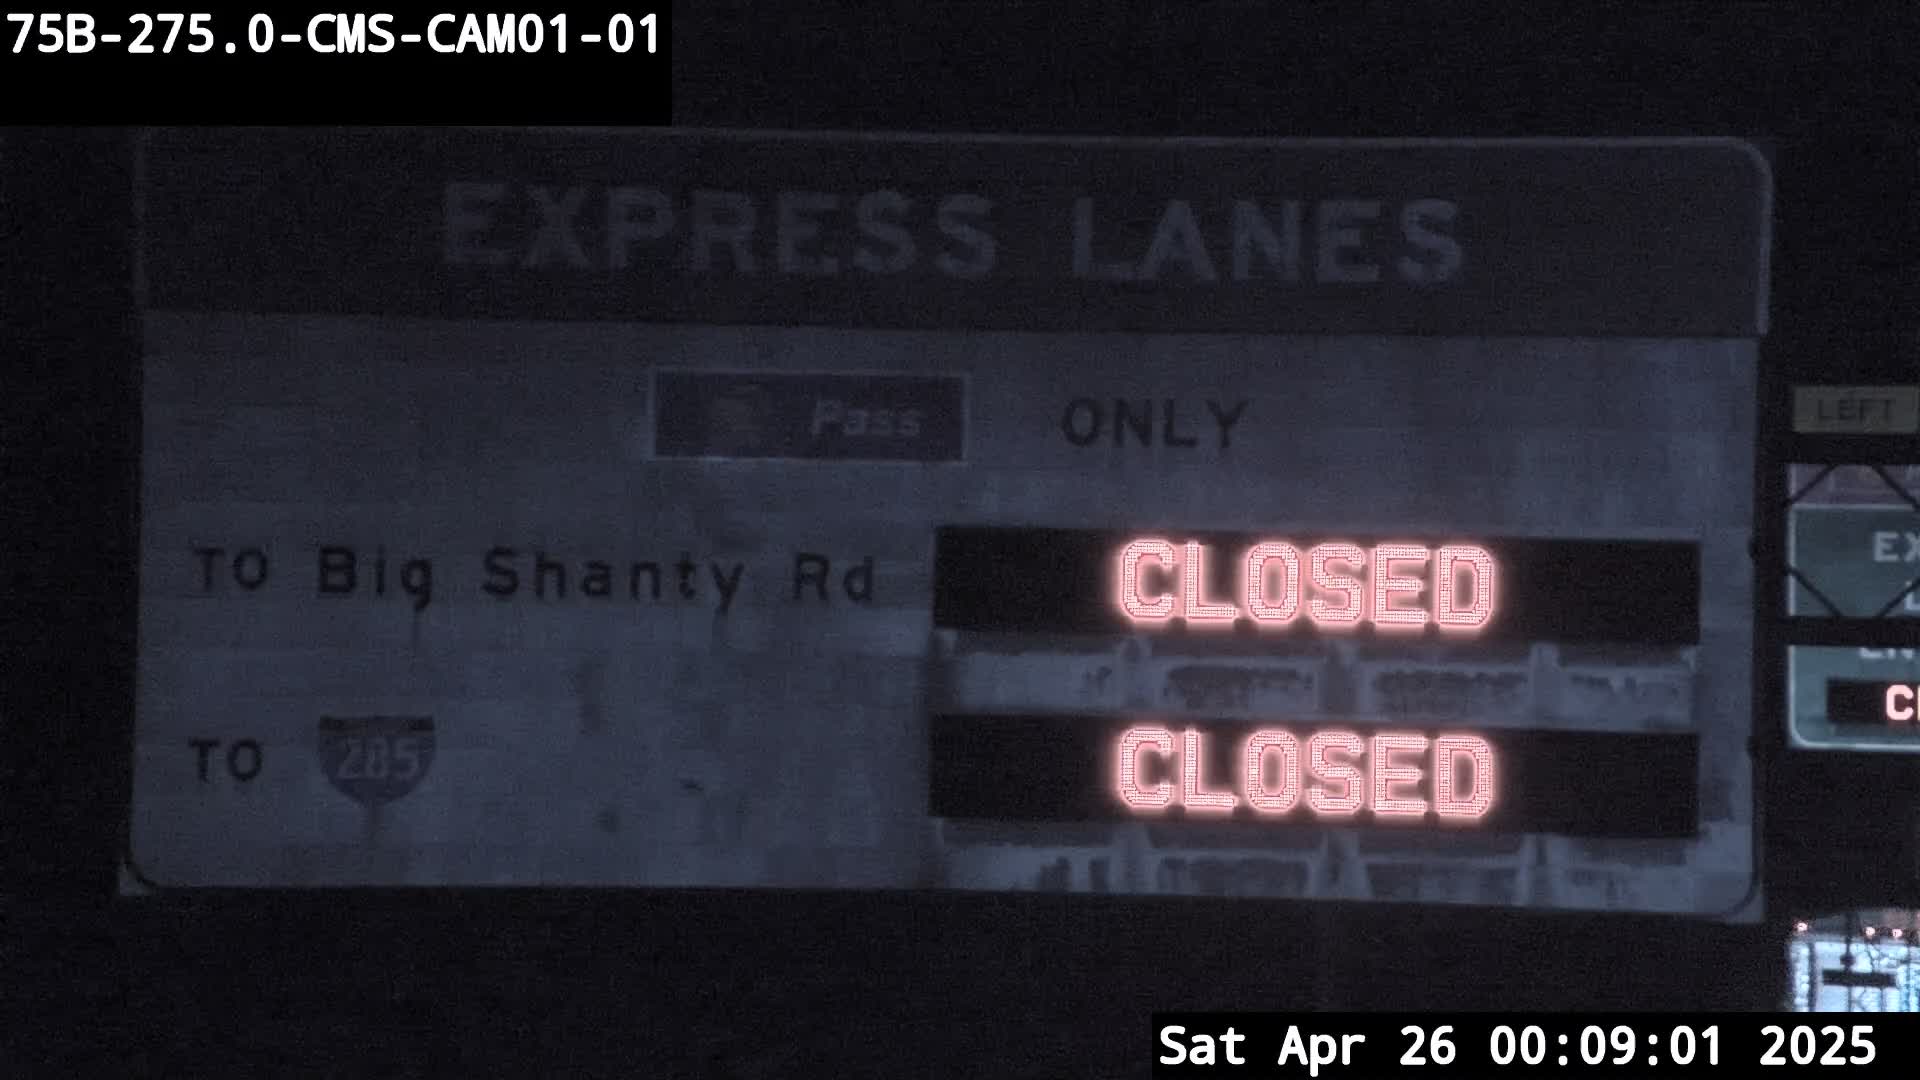 75B-275.0-CMS-CAM01-01
EXPRESS LANES
Pass ONLY
TO Big Shanty Rd CLOSED
TO 285 CLOSED
LEFT
EX
Sat Apr 26 00:09:01 2025